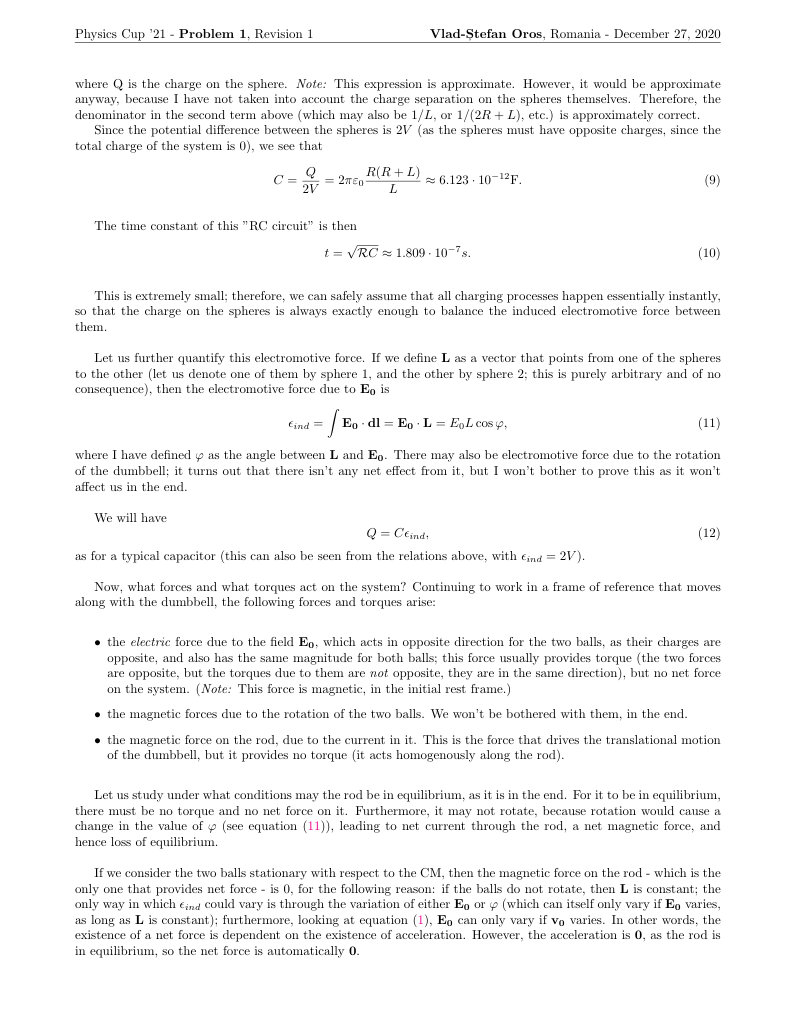 Physics Cup '21 - Problem 1, Revision 1 Vlad-Ștefan Oros, Romania - December 27, 2020
where Q is the charge on the sphere. Note: This expression is approximate. However, it would be approximate
anyway, because I have not taken into account the charge separation on the spheres themselves. Therefore, the
denominator in the second term above (which may also be 1/L, or 1/(2R + L), etc.) is approximately correct.
Since the potential difference between the spheres is 2V (as the spheres must have opposite charges, since the
total charge of the system is 0), we see that
C = Q/2V = 2πε₀ R(R + L)/L ≈ 6.123 · 10⁻¹²F. (9)
The time constant of this "RC circuit" is then
t = √ℛC ≈ 1.809 · 10⁻⁷s. (10)
This is extremely small; therefore, we can safely assume that all charging processes happen essentially instantly,
so that the charge on the spheres is always exactly enough to balance the induced electromotive force between
them.
Let us further quantify this electromotive force. If we define L as a vector that points from one of the spheres
to the other (let us denote one of them by sphere 1, and the other by sphere 2; this is purely arbitrary and of no
consequence), then the electromotive force due to E₀ is
ϵ_ind = ∫ E₀ · dl = E₀ · L = E₀L cos φ, (11)
where I have defined φ as the angle between L and E₀. There may also be electromotive force due to the rotation
of the dumbbell; it turns out that there isn't any net effect from it, but I won't bother to prove this as it won't
affect us in the end.
We will have
Q = Cϵ_ind, (12)
as for a typical capacitor (this can also be seen from the relations above, with ϵ_ind = 2V).
Now, what forces and what torques act on the system? Continuing to work in a frame of reference that moves
along with the dumbbell, the following forces and torques arise:
• the electric force due to the field E₀, which acts in opposite direction for the two balls, as their charges are
opposite, and also has the same magnitude for both balls; this force usually provides torque (the two forces
are opposite, but the torques due to them are not opposite, they are in the same direction), but no net force
on the system. (Note: This force is magnetic, in the initial rest frame.)
• the magnetic forces due to the rotation of the two balls. We won't be bothered with them, in the end.
• the magnetic force on the rod, due to the current in it. This is the force that drives the translational motion
of the dumbbell, but it provides no torque (it acts homogenously along the rod).
Let us study under what conditions may the rod be in equilibrium, as it is in the end. For it to be in equilibrium,
there must be no torque and no net force on it. Furthermore, it may not rotate, because rotation would cause a
change in the value of φ (see equation (11)), leading to net current through the rod, a net magnetic force, and
hence loss of equilibrium.
If we consider the two balls stationary with respect to the CM, then the magnetic force on the rod - which is the
only one that provides net force - is 0, for the following reason: if the balls do not rotate, then L is constant; the
only way in which ϵ_ind could vary is through the variation of either E₀ or φ (which can itself only vary if E₀ varies,
as long as L is constant); furthermore, looking at equation (1), E₀ can only vary if v₀ varies. In other words, the
existence of a net force is dependent on the existence of acceleration. However, the acceleration is 0, as the rod is
in equilibrium, so the net force is automatically 0.